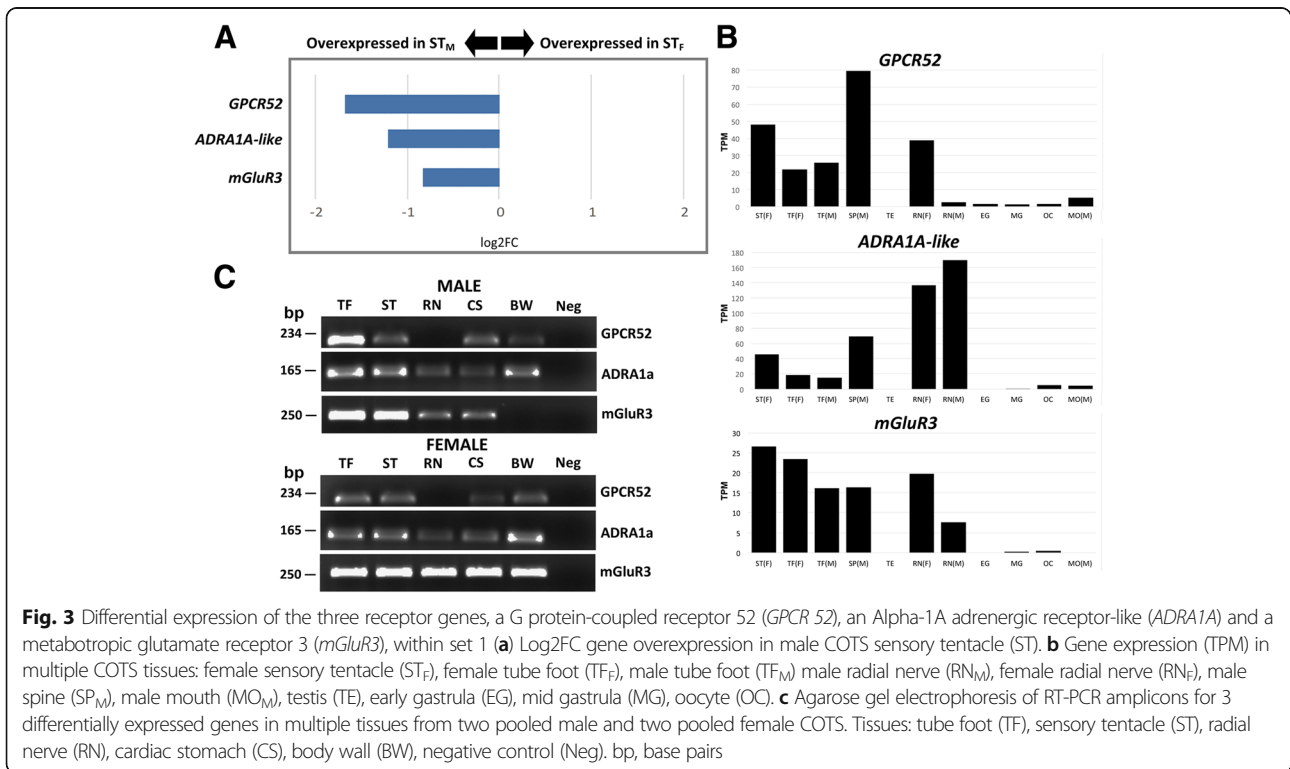 A
Overexpressed in STM Overexpressed in STF
GPCR52
ADRA1A-like
mGluR3
-2 -1 0 1 2
log2FC
B
GPCR52
TPM
80
70
60
50
40
30
20
10
0
ST(F) TF(F) TF(M) SP(M) TE RN(F) RN(M) EG MG OC MO(M)
ADRA1A-like
TPM
180
160
140
120
100
80
60
40
20
0
ST(F) TF(F) TF(M) SP(M) TE RN(F) RN(M) EG MG OC MO(M)
mGluR3
TPM
30
25
20
15
10
5
0
ST(F) TF(F) TF(M) SP(M) TE RN(F) RN(M) EG MG OC MO(M)
C
MALE
bp TF ST RN CS BW Neg
234 GPCR52
165 ADRA1a
250 mGluR3
FEMALE
bp TF ST RN CS BW Neg
234 GPCR52
165 ADRA1a
250 mGluR3
Fig. 3 Differential expression of the three receptor genes, a G protein-coupled receptor 52 (GPCR 52), an Alpha-1A adrenergic receptor-like (ADRA1A) and a
metabotropic glutamate receptor 3 (mGluR3), within set 1 (a) Log2FC gene overexpression in male COTS sensory tentacle (ST). b Gene expression (TPM) in
multiple COTS tissues: female sensory tentacle (STF), female tube foot (TFF), male tube foot (TFM) male radial nerve (RNM), female radial nerve (RNF), male
spine (SPM), male mouth (MOM), testis (TE), early gastrula (EG), mid gastrula (MG), oocyte (OC). c Agarose gel electrophoresis of RT-PCR amplicons for 3
differentially expressed genes in multiple tissues from two pooled male and two pooled female COTS. Tissues: tube foot (TF), sensory tentacle (ST), radial
nerve (RN), cardiac stomach (CS), body wall (BW), negative control (Neg). bp, base pairs